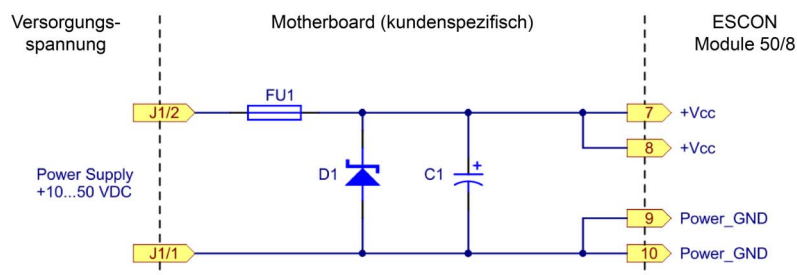 Versorgungs-
spannung
Motherboard (kundenspezifisch)
ESCON
Module 50/8
FU1
J1/2
7 +Vcc
8 +Vcc
Power Supply
+10...50 VDC
D1
C1 +
9 Power_GND
J1/1
10 Power_GND